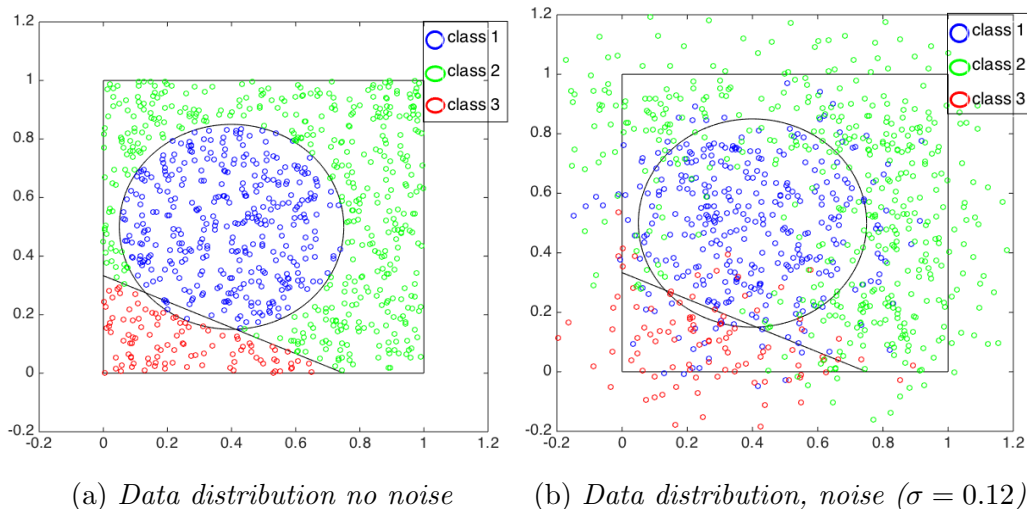 1.2
1
0.8
0.6
0.4
0.2
0
-0.2
-0.2 0 0.2 0.4 0.6 0.8 1 1.2
class 1
class 2
class 3
(a) Data distribution no noise
1.2
1
0.8
0.6
0.4
0.2
0
-0.2
-0.2 0 0.2 0.4 0.6 0.8 1 1.2
class 1
class 2
class 3
(b) Data distribution, noise (σ = 0.12)